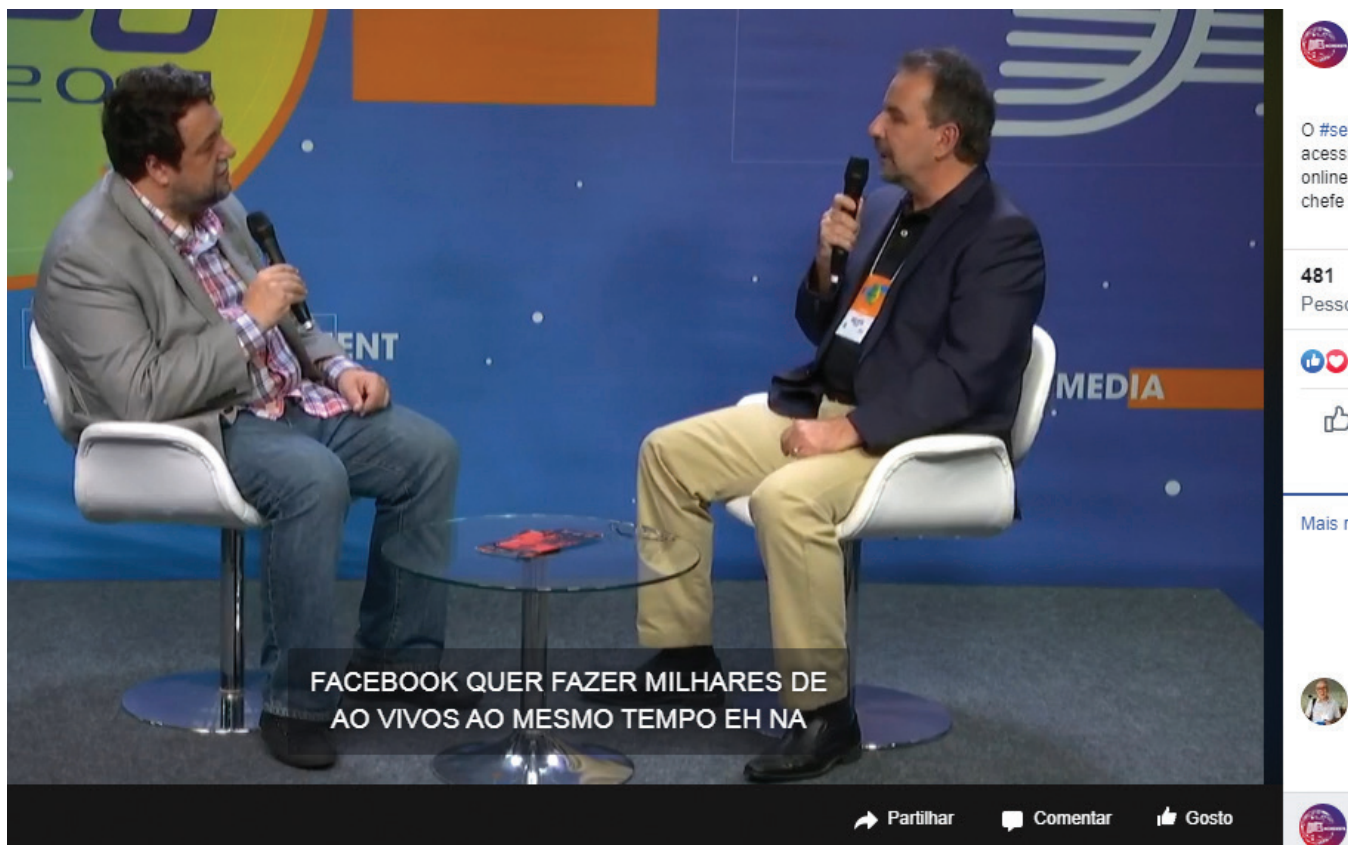 20
ENT
MEDIA
FACEBOOK QUER FAZER MILHARES DE
AO VIVOS AO MESMO TEMPO EH NA
Partilhar
Comentar
Gosto
O #se
acess
online
chefe
481
Pesso
Mais r